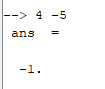 --> 4 -5
ans =
-1.